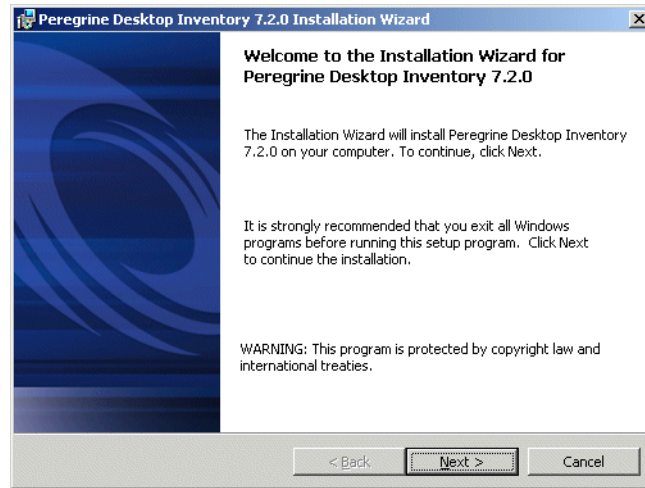 Peregrine Desktop Inventory 7.2.0 Installation Wizard
Welcome to the Installation Wizard for
Peregrine Desktop Inventory 7.2.0
The Installation Wizard will install Peregrine Desktop Inventory
7.2.0 on your computer. To continue, click Next.
It is strongly recommended that you exit all Windows
programs before running this setup program. Click Next
to continue the installation.
WARNING: This program is protected by copyright law and
international treaties.
< Back
Next >
Cancel